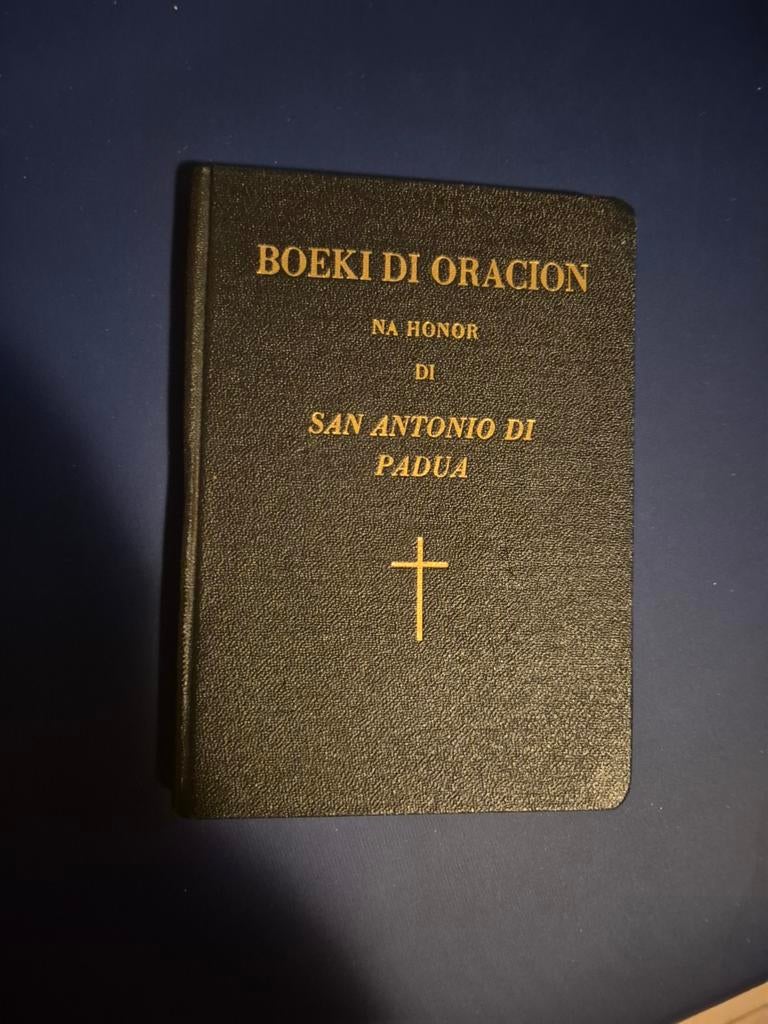 BOEKI DI ORACION
NA HONOR
DI
SAN ANTONIO DI
PADUA